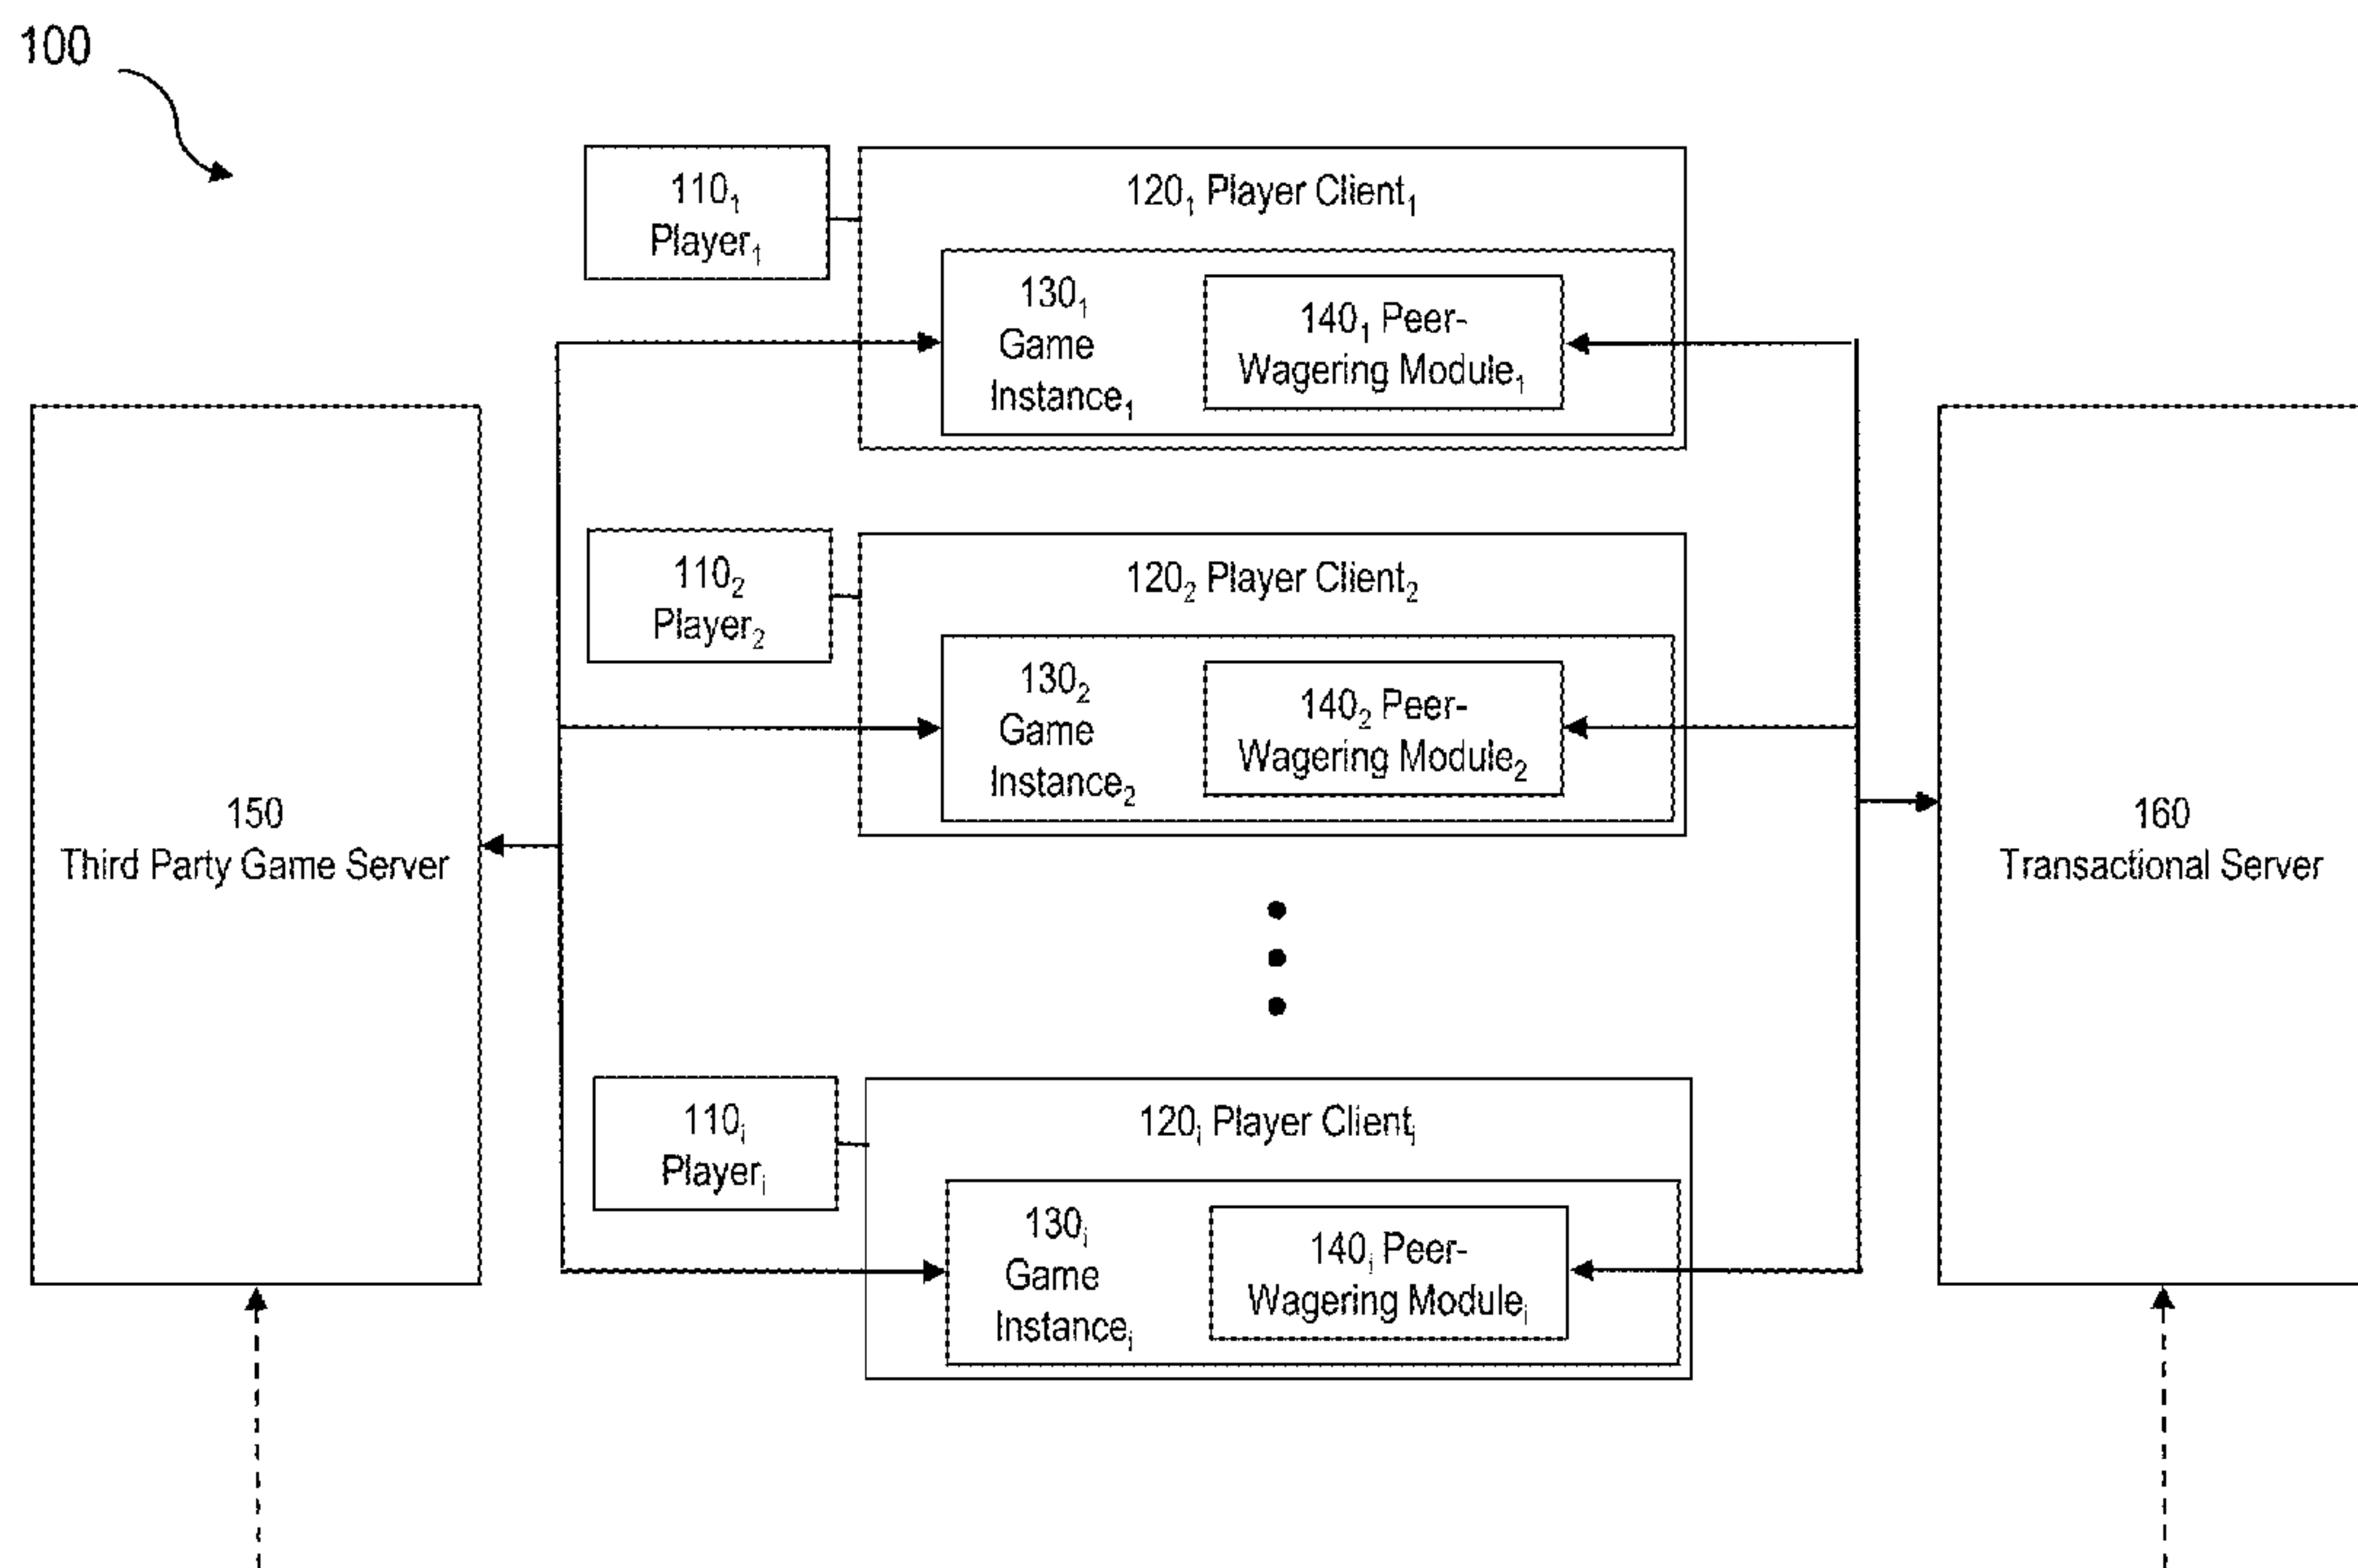 100
110₁
Player₁
120₁ Player Client₁
130₁
Game
Instance₁
140₁ Peer-
Wagering Module₁
110₂
Player₂
120₂ Player Client₂
130₂
Game
Instance₂
140₂ Peer-
Wagering Module₂
150
Third Party Game Server
160
Transactional Server
110ᵢ
Playerᵢ
120ᵢ Player Clientᵢ
130ᵢ
Game
Instanceᵢ
140ᵢ Peer-
Wagering Moduleᵢ